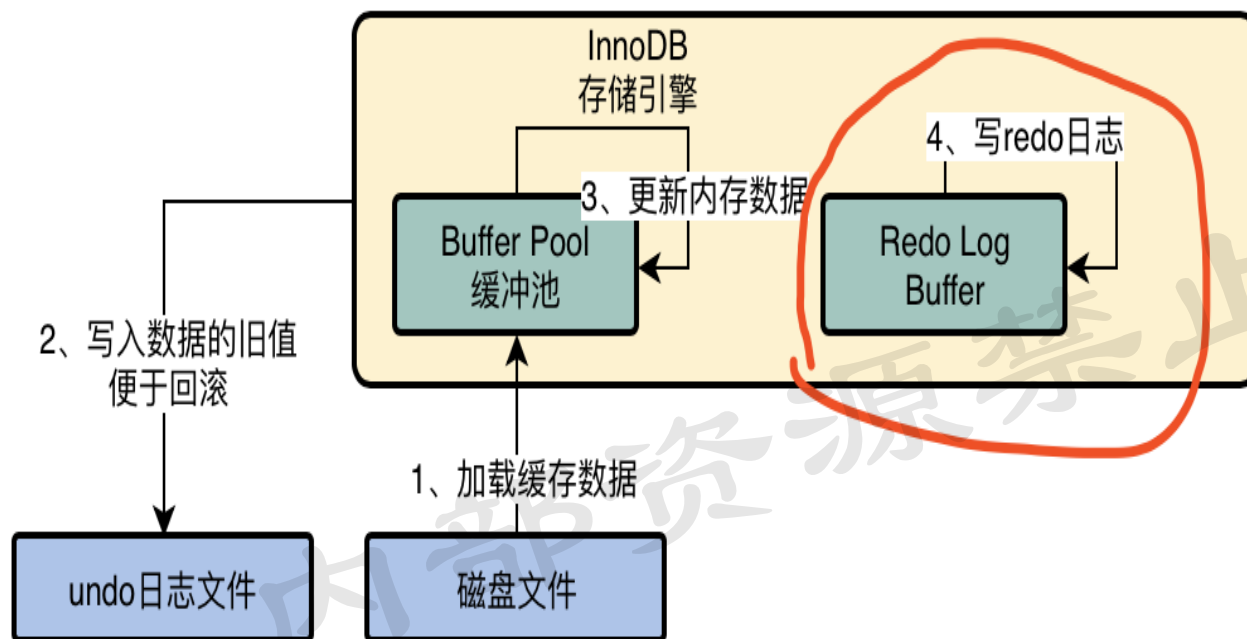 InnoDB
存储引擎
4、写redo日志
3、更新内存数据
Buffer Pool
缓冲池
Redo Log
Buffer
2、写入数据的旧值
便于回滚
1、加载缓存数据
undo日志文件
磁盘文件
内部资源禁止